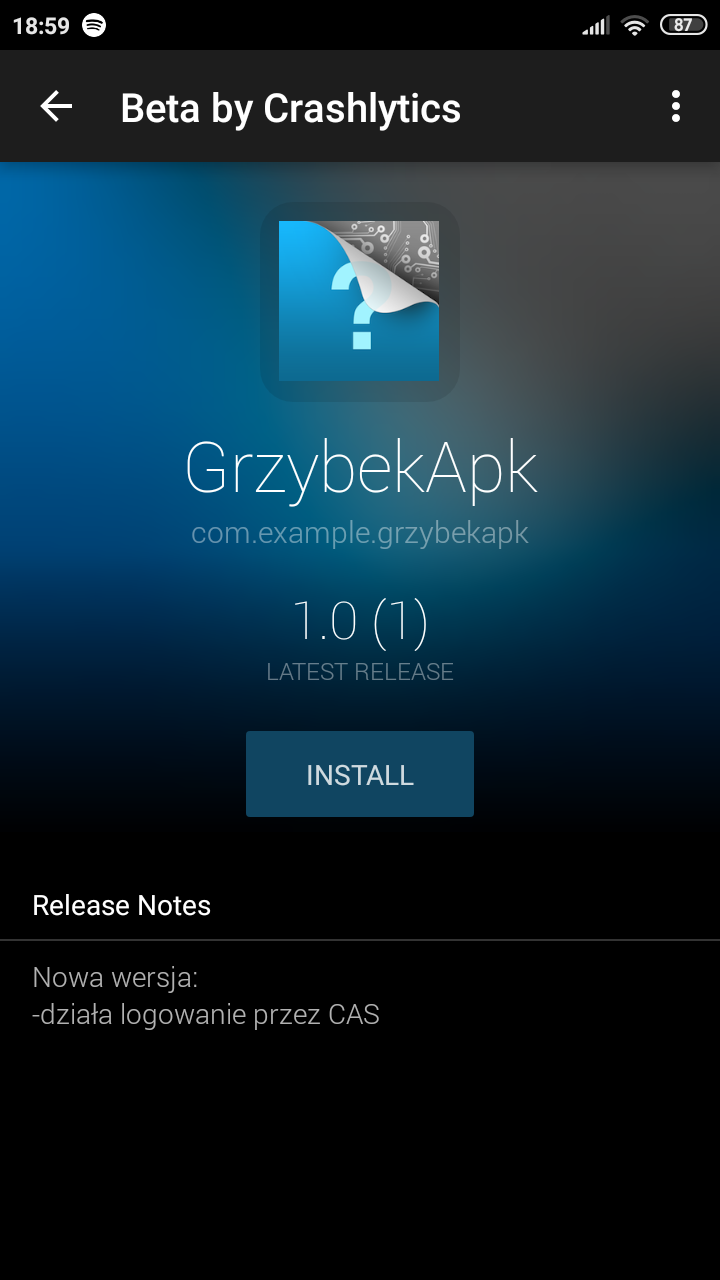 18:59
87
Beta by Crashlytics
?
GrzybekApk
com.example.grzybekapk
1.0 (1)
LATEST RELEASE
INSTALL
Release Notes
Nowa wersja:
-działa logowanie przez CAS